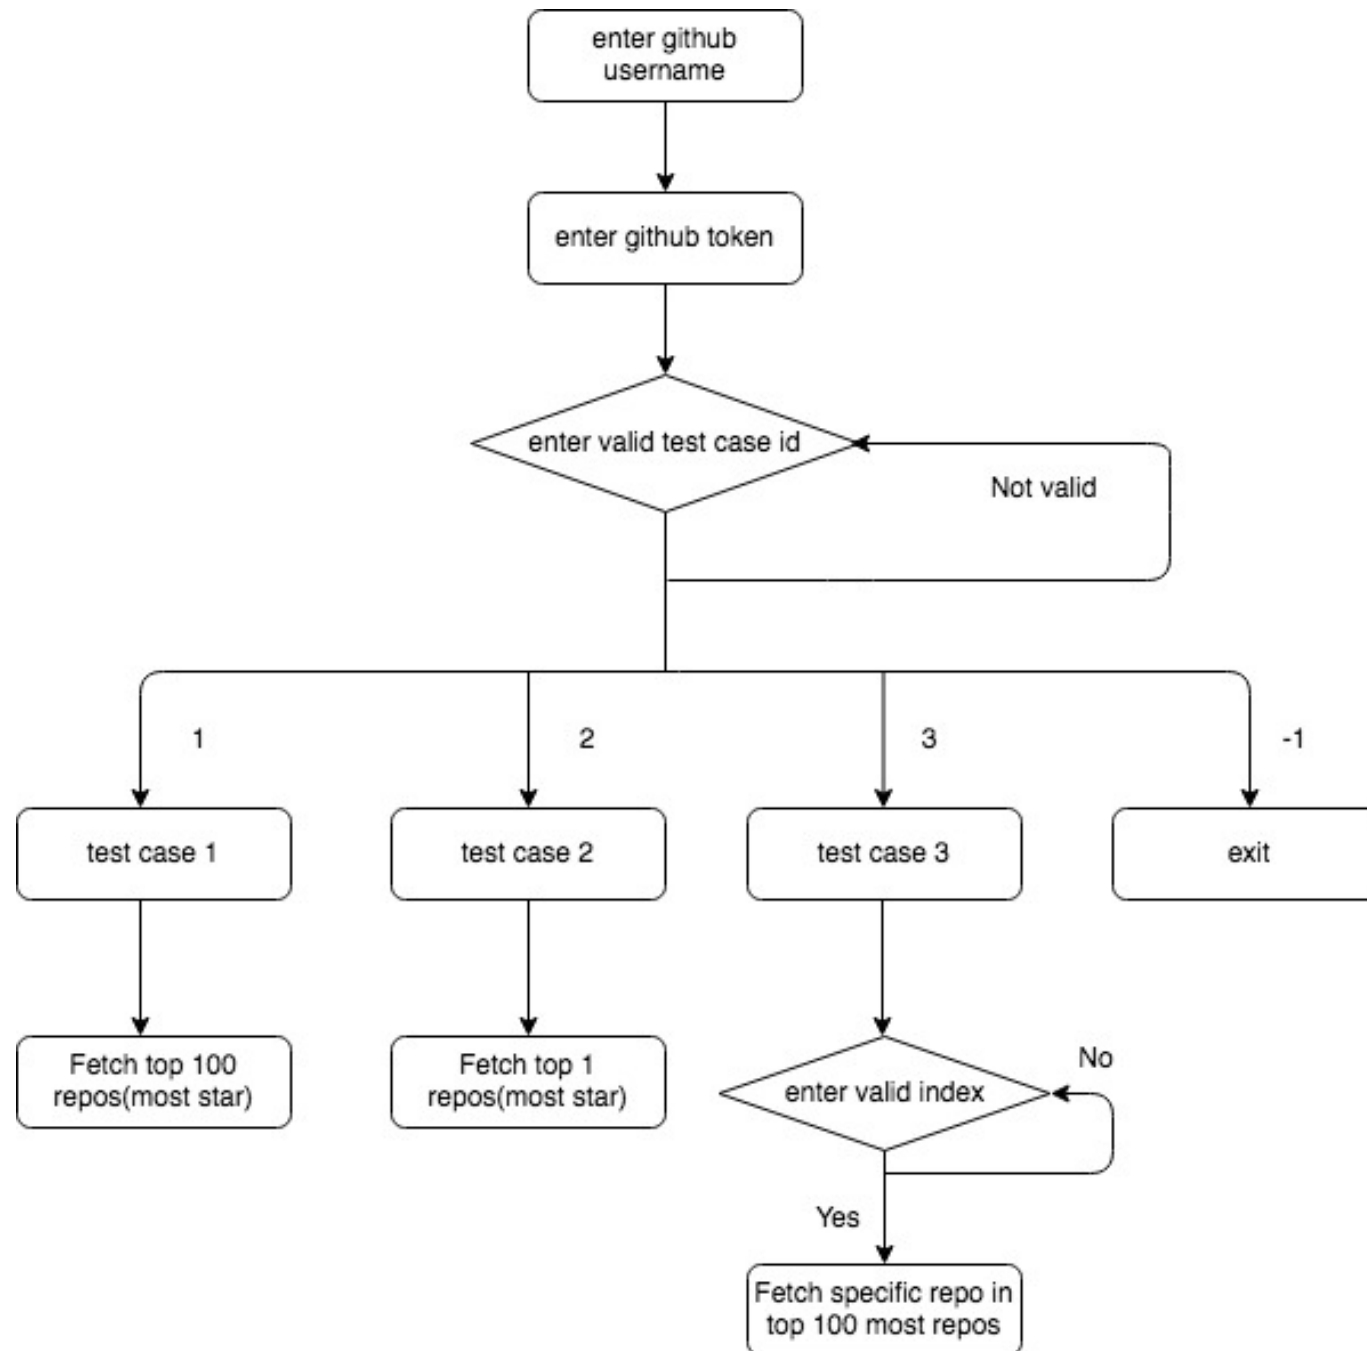 enter github
username
enter github token
enter valid test case id
Not valid
1
2
3
-1
test case 1
test case 2
test case 3
exit
Fetch top 100
repos(most star)
Fetch top 1
repos(most star)
No
enter valid index
Yes
Fetch specific repo in
top 100 most repos